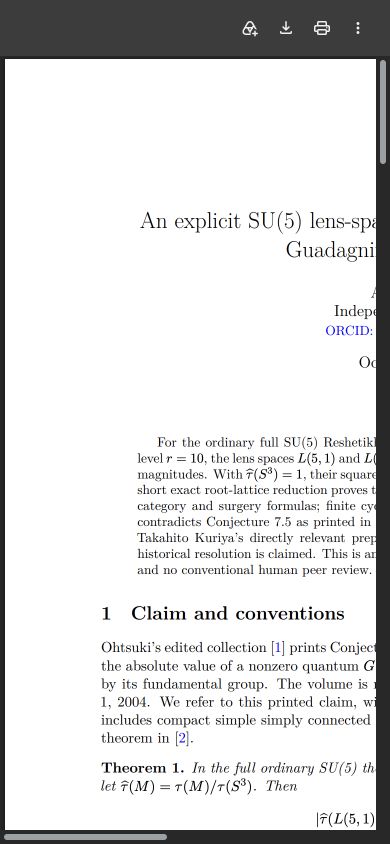 An explicit SU(5) lens-spa
Guadagni
Indepe
ORCID:
Oc
For the ordinary full SU(5) Reshetik
level r = 10, the lens spaces L(5, 1) and L(
magnitudes. With τ̂(S³) = 1, their square
short exact root-lattice reduction proves t
category and surgery formulas; finite cy
contradicts Conjecture 7.5 as printed in
Takahito Kuriya's directly relevant prep
historical resolution is claimed. This is an
and no conventional human peer review.
1 Claim and conventions
Ohtsuki's edited collection [1] prints Conject
the absolute value of a nonzero quantum G
by its fundamental group. The volume is
1, 2004. We refer to this printed claim, wi
includes compact simple simply connected
theorem in [2].
Theorem 1. In the full ordinary SU(5) th
let τ̂(M) = τ(M)/τ(S³). Then
|τ̂(L(5, 1)